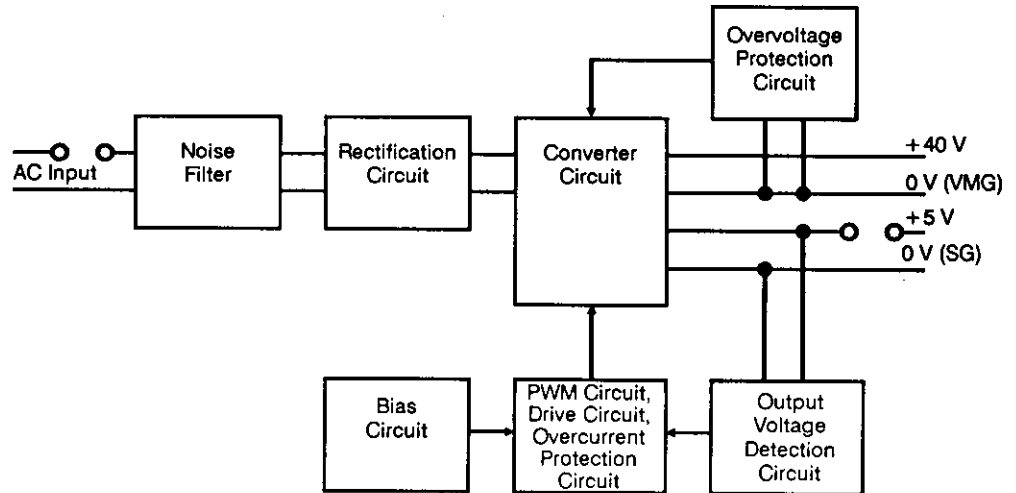 Overvoltage
Protection
Circuit
AC Input
Noise
Filter
Rectification
Circuit
Converter
Circuit
+40 V
0 V (VMG)
+5 V
0 V (SG)
Bias
Circuit
PWM Circuit,
Drive Circuit,
Overcurrent
Protection
Circuit
Output
Voltage
Detection
Circuit